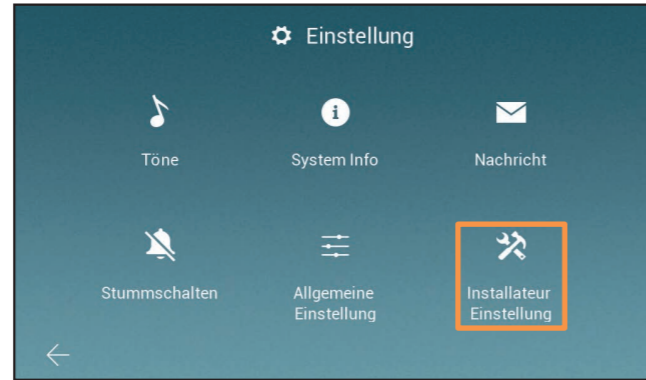 Einstellung
Töne
System Info
Nachricht
Stummschalten
Allgemeine
Einstellung
Installateur
Einstellung